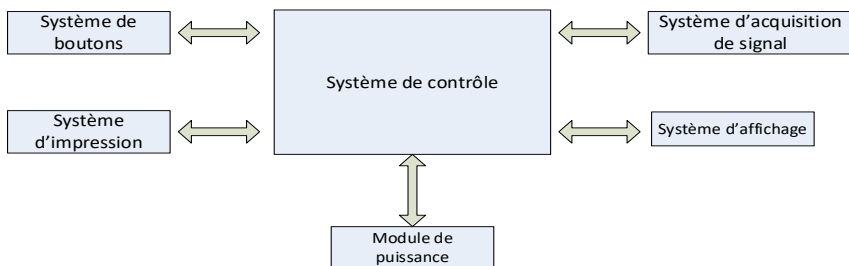 Système de
boutons
Système d'acquisition
de signal
Système de contrôle
Système
d'impression
Système d'affichage
Module de
puissance